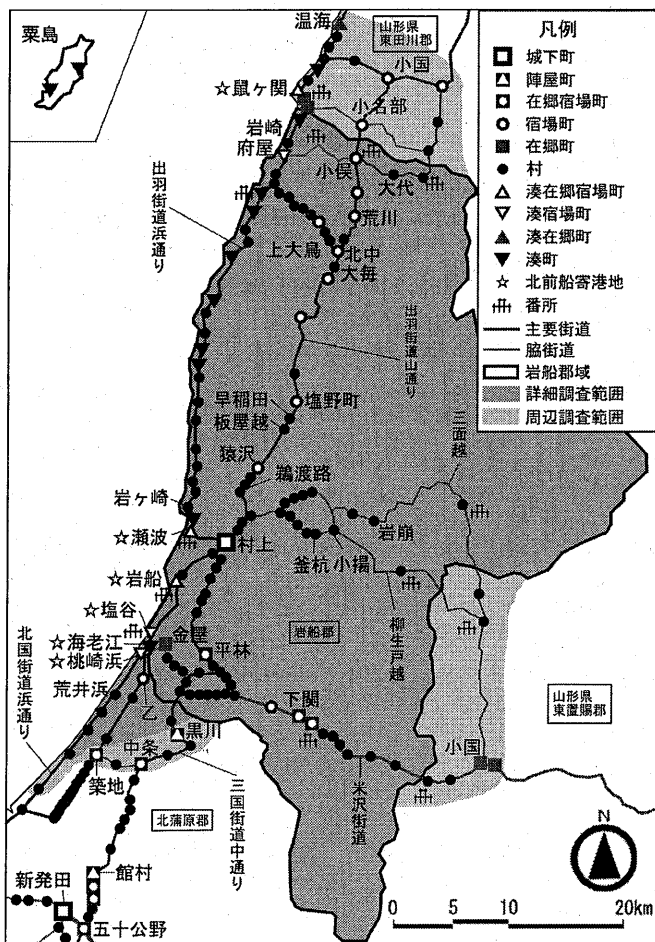 粟島
温海
山形県
東田川郡
小国
☆鼠ヶ関
小名部
岩崎
府屋
小俣
大代
出羽街道浜通り
荒川
上大鳥
北中
大毎
出羽街道山通り
早稲田
塩野町
板屋越
三面越
猿沢
鵜渡路
岩ヶ崎
☆瀬波
村上
岩崩
釜杭
小揚
☆岩船
柳生戸越
☆塩谷
岩船郡
北国街道浜通り
☆海老江
金屋
平林
☆桃崎浜
荒井浜
乙
下関
山形県
東置賜郡
黒川
小国
中条
築地
米沢街道
三国街道中通り
北蒲原郡
館村
新発田
五十公野
凡例
城下町
陣屋町
在郷宿場町
宿場町
在郷町
村
湊在郷宿場町
湊宿場町
湊在郷町
湊町
☆ 北前船寄港地
番所
主要街道
脇街道
岩船郡域
詳細調査範囲
周辺調査範囲
N
0 5 10 20km